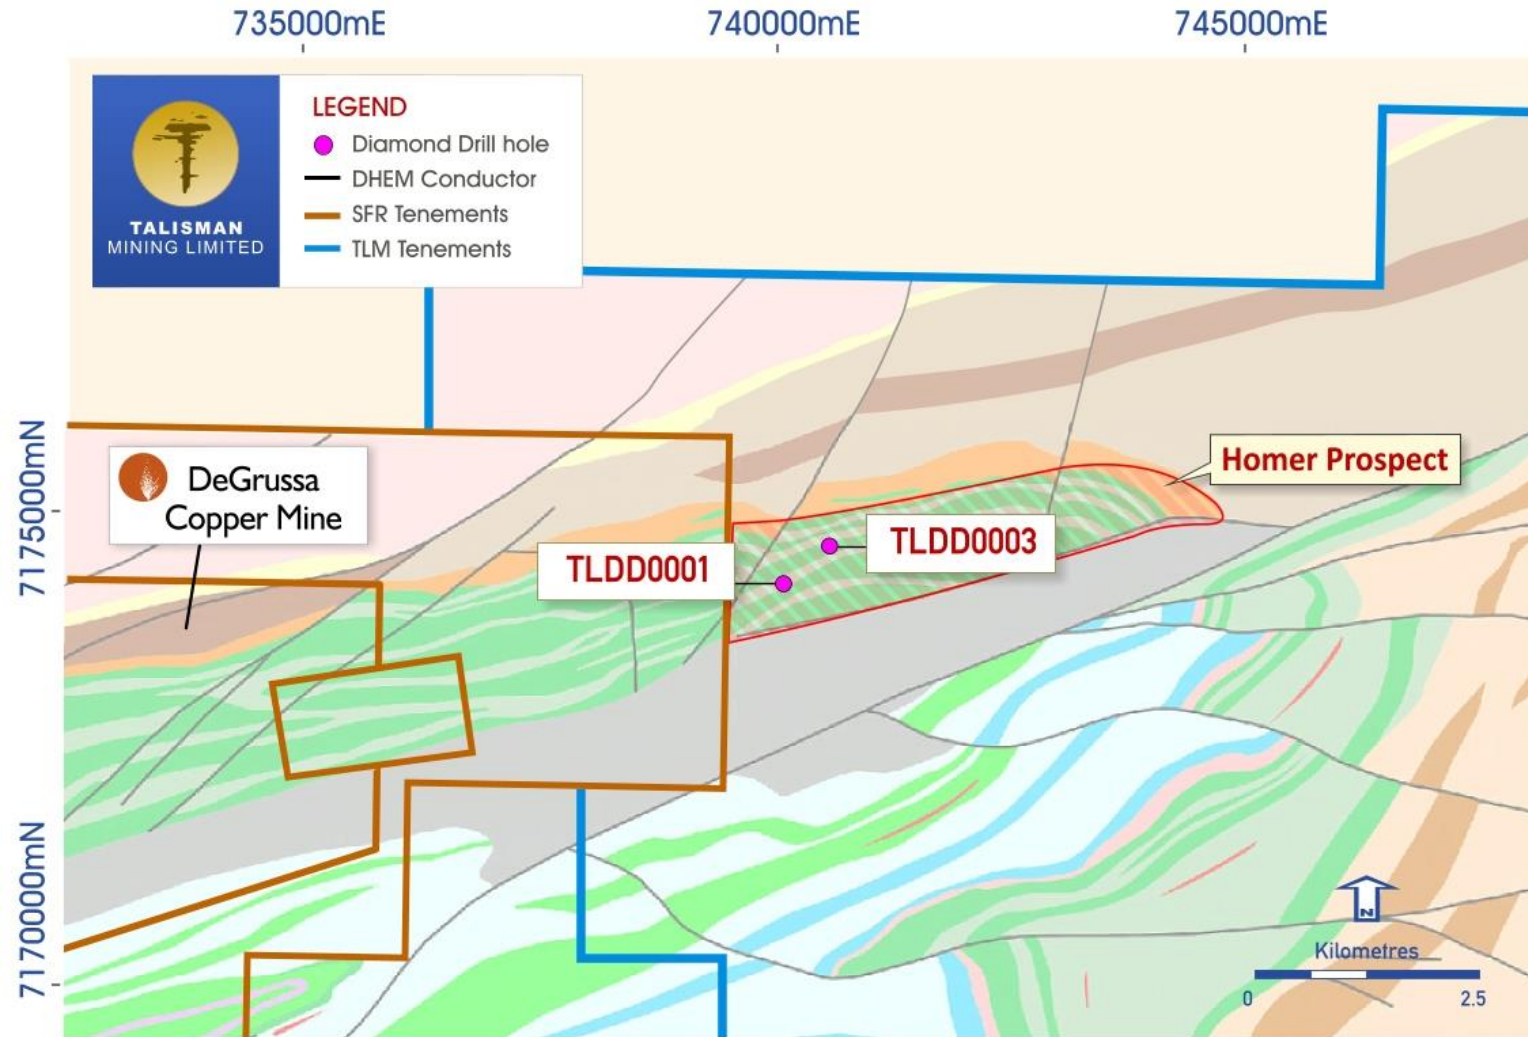 735000mE
740000mE
745000mE
TALISMAN
MINING LIMITED
LEGEND
Diamond Drill hole
DHEM Conductor
SFR Tenements
TLM Tenements
7175000mN
7170000mN
DeGrussa
Copper Mine
Homer Prospect
TLDD0003
TLDD0001
N
Kilometres
0
2.5